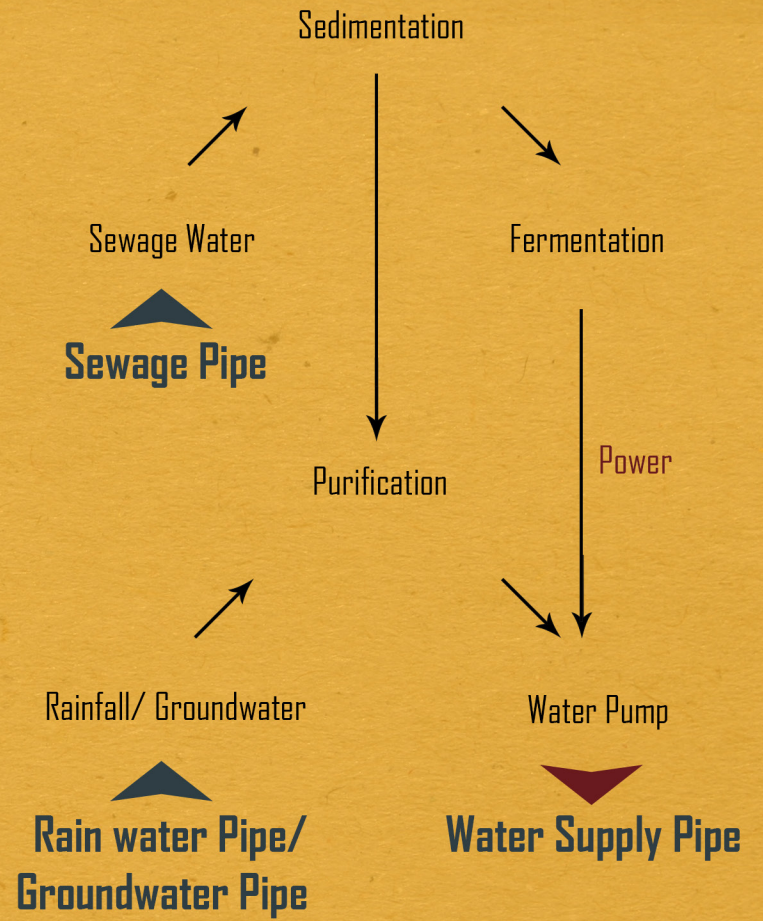 Sedimentation
Sewage Water
Fermentation
Sewage Pipe
Power
Purification
Rainfall/ Groundwater
Water Pump
Rain water Pipe/
Groundwater Pipe
Water Supply Pipe